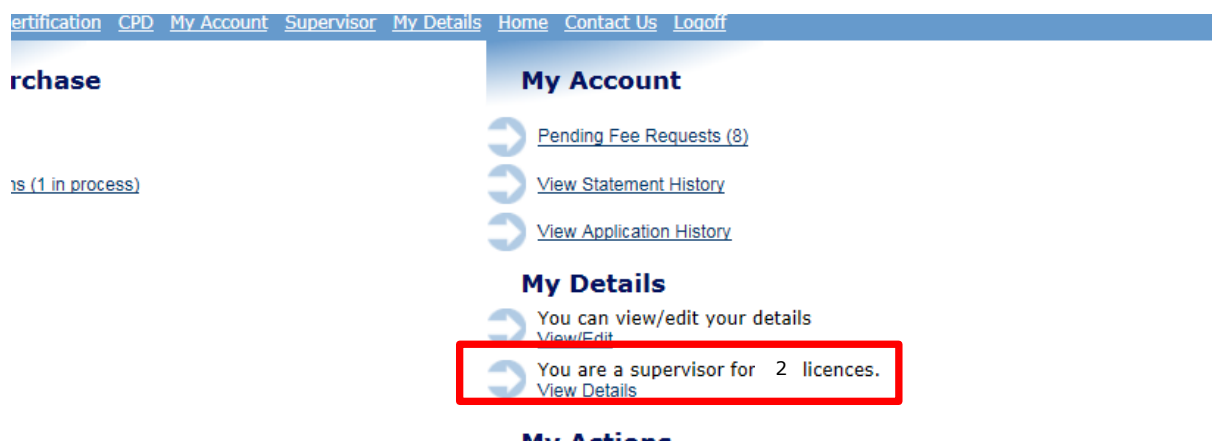 ertification CPD My Account Supervisor My Details Home Contact Us Logoff
rchase
ns (1 in process)
My Account
Pending Fee Requests (8)
View Statement History
View Application History
My Details
You can view/edit your details
View/Edit
You are a supervisor for 2 licences.
View Details
My Actions